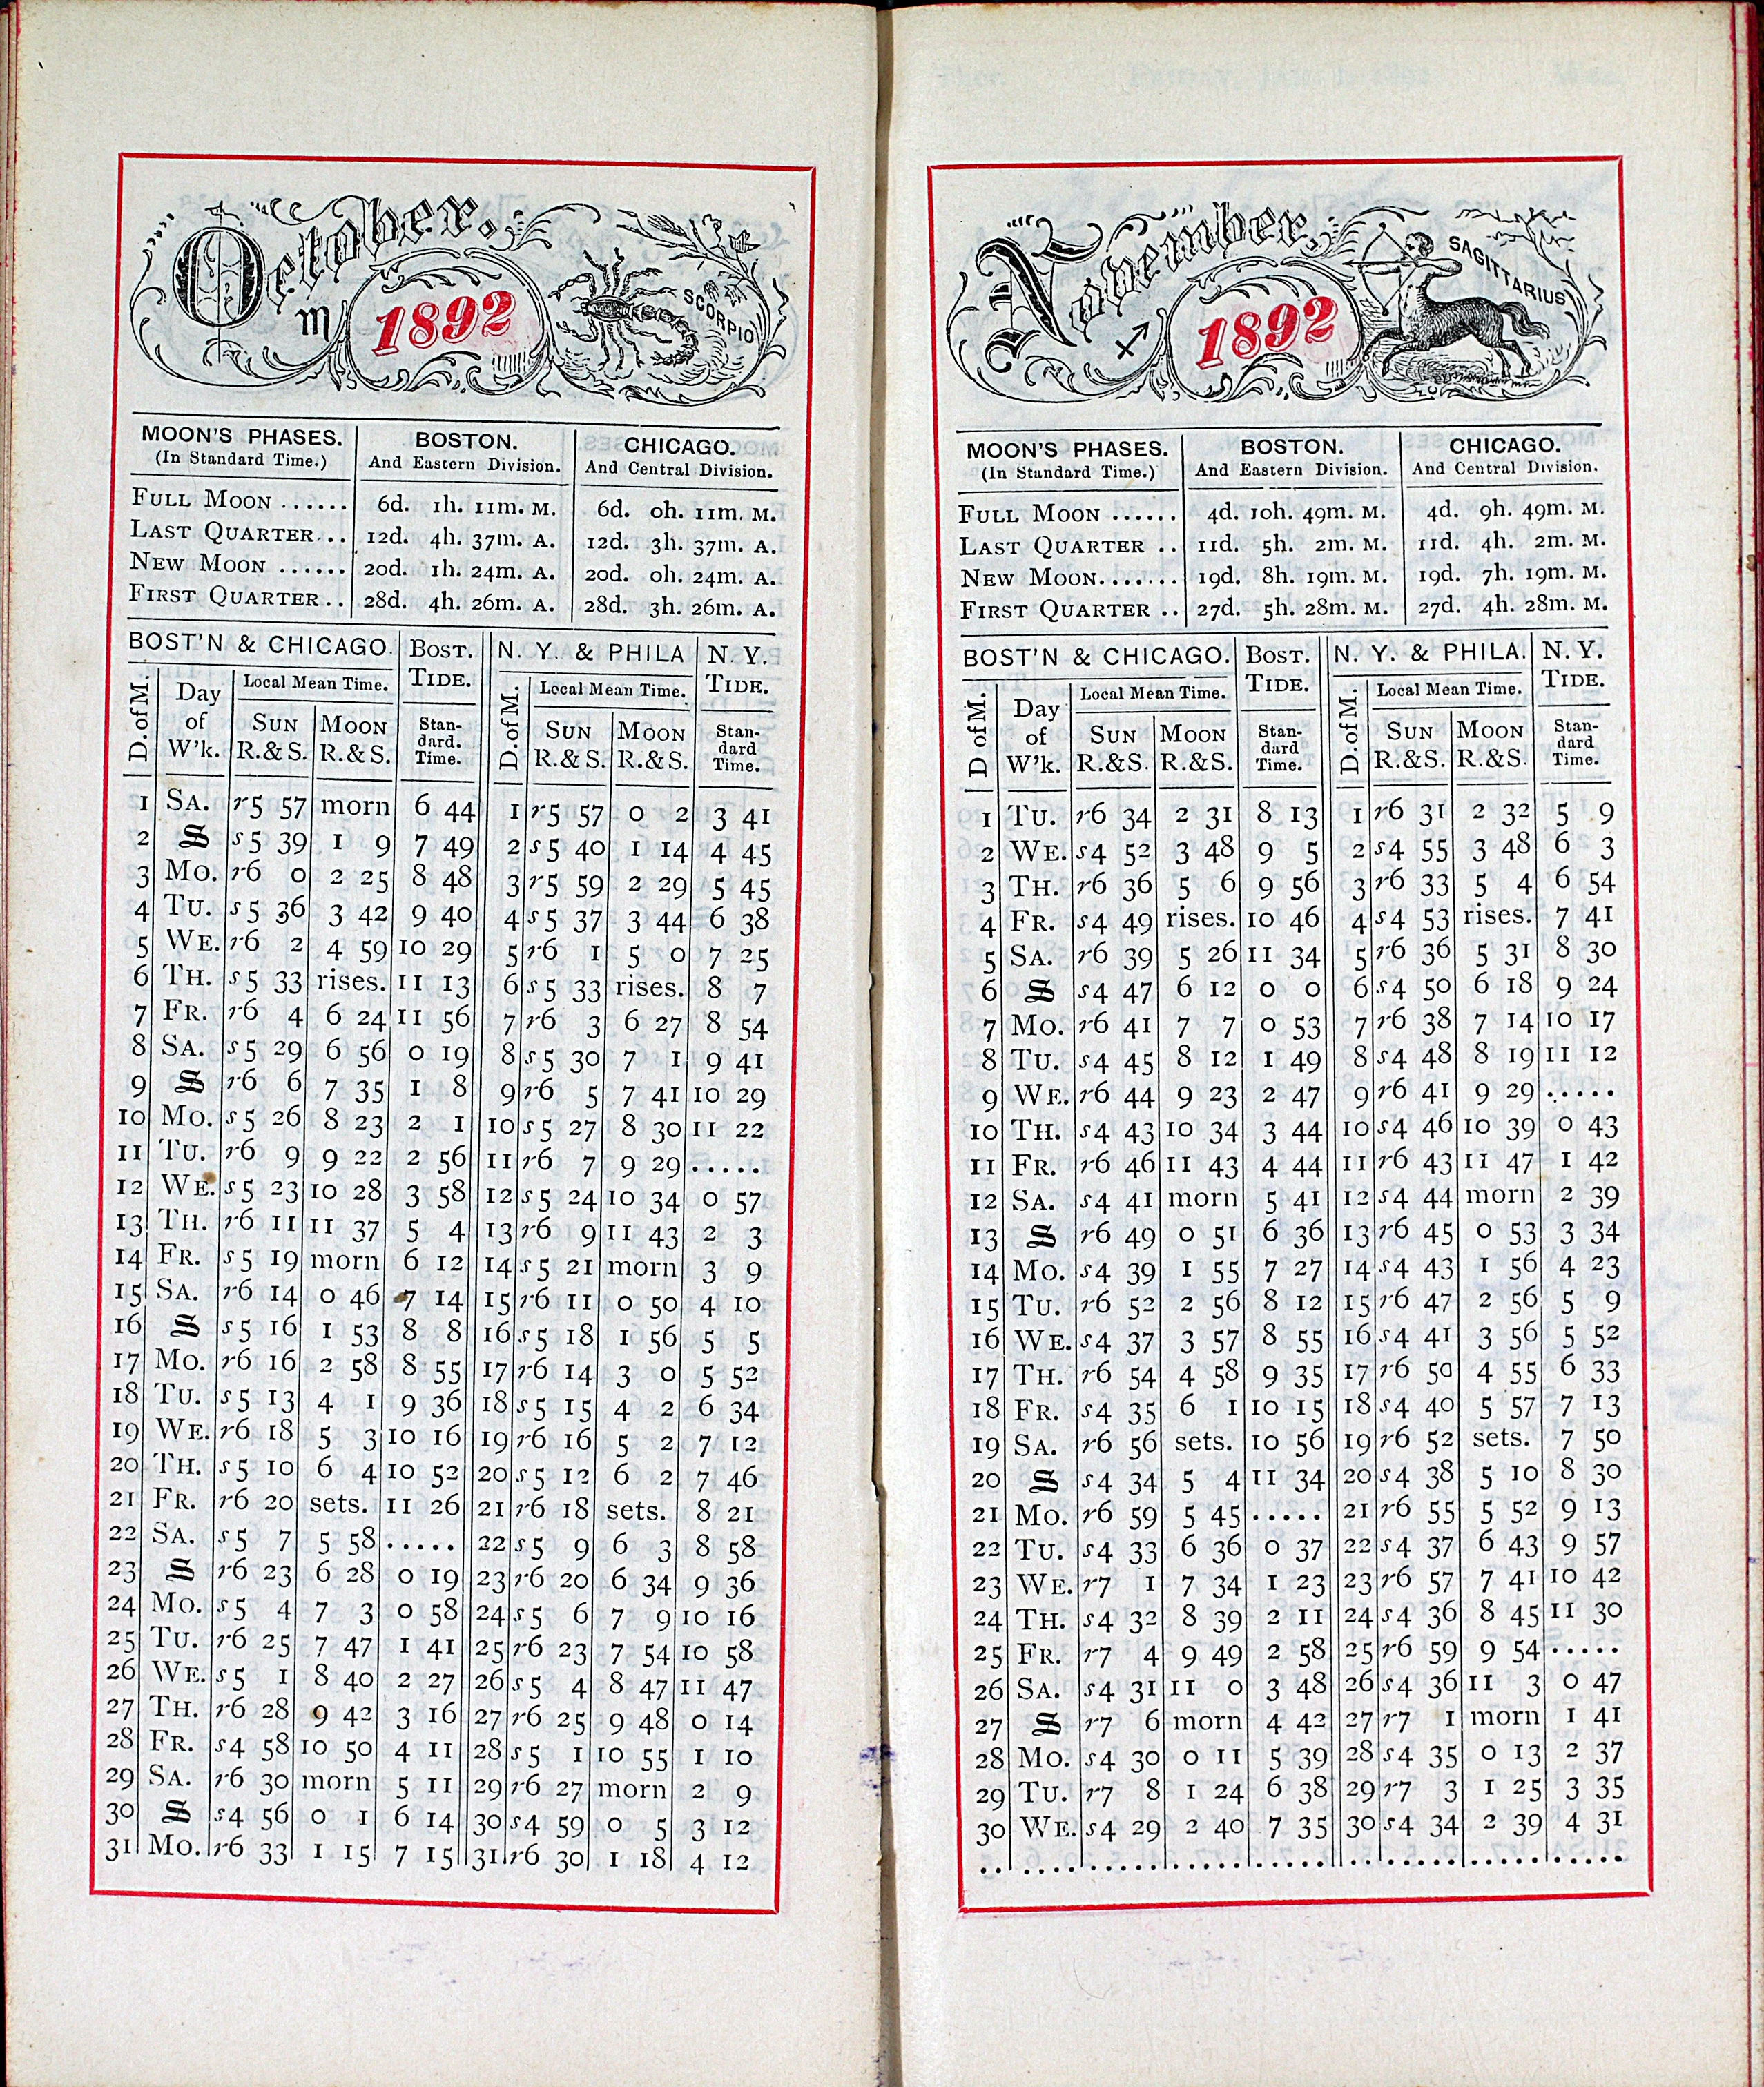 October,
♏ 1892 SCORPIO
MOON'S PHASES. BOSTON. CHICAGO.
(In Standard Time.) And Eastern Division. And Central Division.
FULL MOON ...... 6d. 1h. 11m. M. 6d. 0h. 11m. M.
LAST QUARTER... 12d. 4h. 37m. A. 12d. 3h. 37m. A.
NEW MOON ...... 20d. 1h. 24m. A. 20d. 0h. 24m. A.
FIRST QUARTER.. 28d. 4h. 26m. A. 28d. 3h. 26m. A.
BOST'N & CHICAGO. BOST. TIDE. N. Y. & PHILA N. Y. TIDE.
D. of M. Day of W'k. Local Mean Time. Stan-dard. Time. D. of M. Local Mean Time. Stan-dard Time.
SUN R.&S. MOON R.&S. SUN R.&S. MOON R.&S.
1 SA. r5 57 morn 6 44 1 r5 57 0 2 3 41
2 S s5 39 1 9 7 49 2 s5 40 1 14 4 45
3 MO. r6 0 2 25 8 48 3 r5 59 2 29 5 45
4 TU. s5 36 3 42 9 40 4 s5 37 3 44 6 38
5 WE. r6 2 4 59 10 29 5 r6 1 5 0 7 25
6 TH. s5 33 rises. 11 13 6 s5 33 rises. 8 7
7 FR. r6 4 6 24 11 56 7 r6 3 6 27 8 54
8 SA. s5 29 6 56 0 19 8 s5 30 7 1 9 41
9 S r6 6 7 35 1 8 9 r6 5 7 41 10 29
10 MO. s5 26 8 23 2 1 10 s5 27 8 30 11 22
11 TU. r6 9 9 22 2 56 11 r6 7 9 29 .....
12 WE. s5 23 10 28 3 58 12 s5 24 10 34 0 57
13 TH. r6 11 11 37 5 4 13 r6 9 11 43 2 3
14 FR. s5 19 morn 6 12 14 s5 21 morn 3 9
15 SA. r6 14 0 46 7 14 15 r6 11 0 50 4 10
16 S s5 16 1 53 8 8 16 s5 18 1 56 5 5
17 MO. r6 16 2 58 8 55 17 r6 14 3 0 5 52
18 TU. s5 13 4 1 9 36 18 s5 15 4 2 6 34
19 WE. r6 18 5 3 10 16 19 r6 16 5 2 7 12
20 TH. s5 10 6 4 10 52 20 s5 12 6 2 7 46
21 FR. r6 20 sets. 11 26 21 r6 18 sets. 8 21
22 SA. s5 7 5 58 ..... 22 s5 9 6 3 8 58
23 S r6 23 6 28 0 19 23 r6 20 6 34 9 36
24 MO. s5 4 7 3 0 58 24 s5 6 7 9 10 16
25 TU. r6 25 7 47 1 41 25 r6 23 7 54 10 58
26 WE. s5 1 8 40 2 27 26 s5 4 8 47 11 47
27 TH. r6 28 9 42 3 16 27 r6 25 9 48 0 14
28 FR. s4 58 10 50 4 11 28 s5 1 10 55 1 10
29 SA. r6 30 morn 5 11 29 r6 27 morn 2 9
30 S s4 56 0 1 6 14 30 s4 59 0 5 3 12
31 MO. r6 33 1 15 7 15 31 r6 30 1 18 4 12
November,
♐ 1892 SAGITTARIUS
MOON'S PHASES. BOSTON. CHICAGO.
(In Standard Time.) And Eastern Division. And Central Division.
FULL MOON ...... 4d. 10h. 49m. M. 4d. 9h. 49m. M.
LAST QUARTER .. 11d. 5h. 2m. M. 11d. 4h. 2m. M.
NEW MOON....... 19d. 8h. 19m. M. 19d. 7h. 19m. M.
FIRST QUARTER .. 27d. 5h. 28m. M. 27d. 4h. 28m. M.
BOST'N & CHICAGO. BOST. TIDE. N. Y. & PHILA. N. Y. TIDE.
D of M. Day of W'k. Local Mean Time. Stan-dard Time. D. of M. Local Mean Time. Stan-dard Time.
SUN R.&S. MOON R.&S. SUN R.&S. MOON R.&S.
1 TU. r6 34 2 31 8 13 1 r6 31 2 32 5 9
2 WE. s4 52 3 48 9 5 2 s4 55 3 48 6 3
3 TH. r6 36 5 6 9 56 3 r6 33 5 4 6 54
4 FR. s4 49 rises. 10 46 4 s4 53 rises. 7 41
5 SA. r6 39 5 26 11 34 5 r6 36 5 31 8 30
6 S s4 47 6 12 0 0 6 s4 50 6 18 9 24
7 MO. r6 41 7 7 0 53 7 r6 38 7 14 10 17
8 TU. s4 45 8 12 1 49 8 s4 48 8 19 11 12
9 WE. r6 44 9 23 2 47 9 r6 41 9 29 .....
10 TH. s4 43 10 34 3 44 10 s4 46 10 39 0 43
11 FR. r6 46 11 43 4 44 11 r6 43 11 47 1 42
12 SA. s4 41 morn 5 41 12 s4 44 morn 2 39
13 S r6 49 0 51 6 36 13 r6 45 0 53 3 34
14 MO. s4 39 1 55 7 27 14 s4 43 1 56 4 23
15 TU. r6 52 2 56 8 12 15 r6 47 2 56 5 9
16 WE. s4 37 3 57 8 55 16 s4 41 3 56 5 52
17 TH. r6 54 4 58 9 35 17 r6 50 4 55 6 33
18 FR. s4 35 6 1 10 15 18 s4 40 5 57 7 13
19 SA. r6 56 sets. 10 56 19 r6 52 sets. 7 50
20 S s4 34 5 4 11 34 20 s4 38 5 10 8 30
21 MO. r6 59 5 45 ..... 21 r6 55 5 52 9 13
22 TU. s4 33 6 36 0 37 22 s4 37 6 43 9 57
23 WE. r7 1 7 34 1 23 23 r6 57 7 41 10 42
24 TH. s4 32 8 39 2 11 24 s4 36 8 45 11 30
25 FR. r7 4 9 49 2 58 25 r6 59 9 54 .....
26 SA. s4 31 11 0 3 48 26 s4 36 11 3 0 47
27 S r7 6 morn 4 42 27 r7 1 morn 1 41
28 MO. s4 30 0 11 5 39 28 s4 35 0 13 2 37
29 TU. r7 8 1 24 6 38 29 r7 3 1 25 3 35
30 WE. s4 29 2 40 7 35 30 s4 34 2 39 4 31